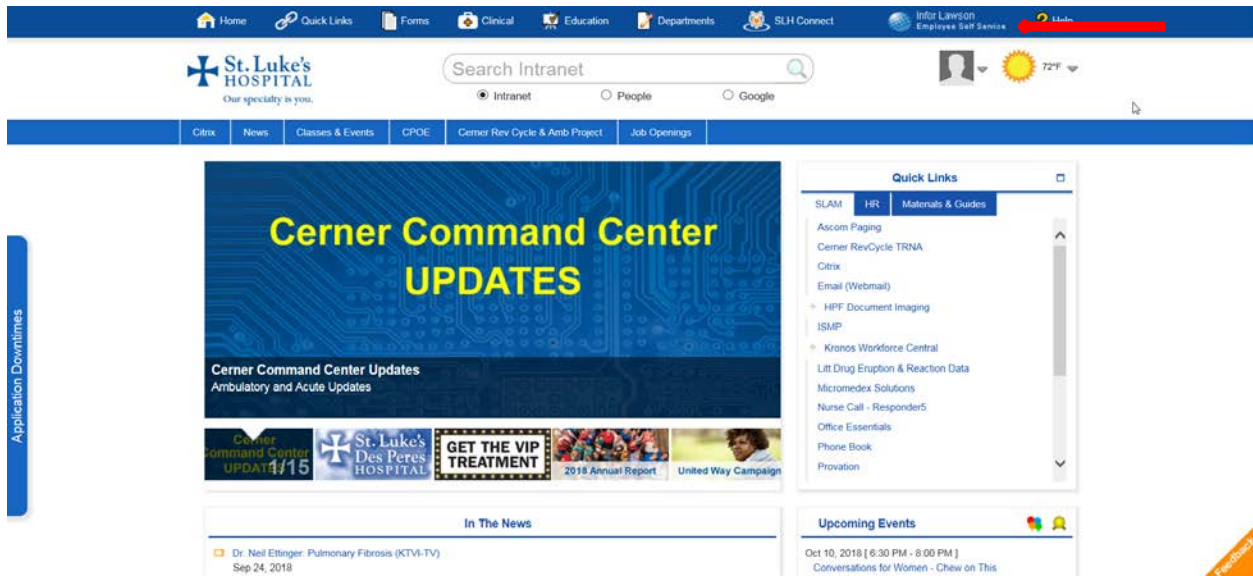 Home Quick Links Forms Clinical Education Departments SLH Connect Infor Lawson
Employee Self Service
Help
St. Luke's
HOSPITAL
Our specialty is you.
Search Intranet
Intranet People Google
72°F
Citrix News Classes & Events CPOE Cerner Rev Cycle & Amb Project Job Openings
Application Downtimes
Cerner Command Center
UPDATES
Cerner Command Center Updates
Ambulatory and Acute Updates
Cerner
Command Center
UPDATES
1/15
St. Luke's
Des Peres
HOSPITAL
GET THE VIP
TREATMENT
2018 Annual Report
United Way Campaign
Quick Links
SLAM HR Materials & Guides
Ascom Paging
Cerner RevCycle TRNA
Citrix
Email (Webmail)
HPF Document Imaging
ISMP
Kronos Workforce Central
Litt Drug Eruption & Reaction Data
Micromedex Solutions
Nurse Call - Responder5
Office Essentials
Phone Book
Provation
In The News
Dr. Neil Ettinger: Pulmonary Fibrosis (KTVI-TV)
Sep 24, 2018
Upcoming Events
Oct 10, 2018 [ 6:30 PM - 8:00 PM ]
Conversations for Women - Chew on This
Feedback